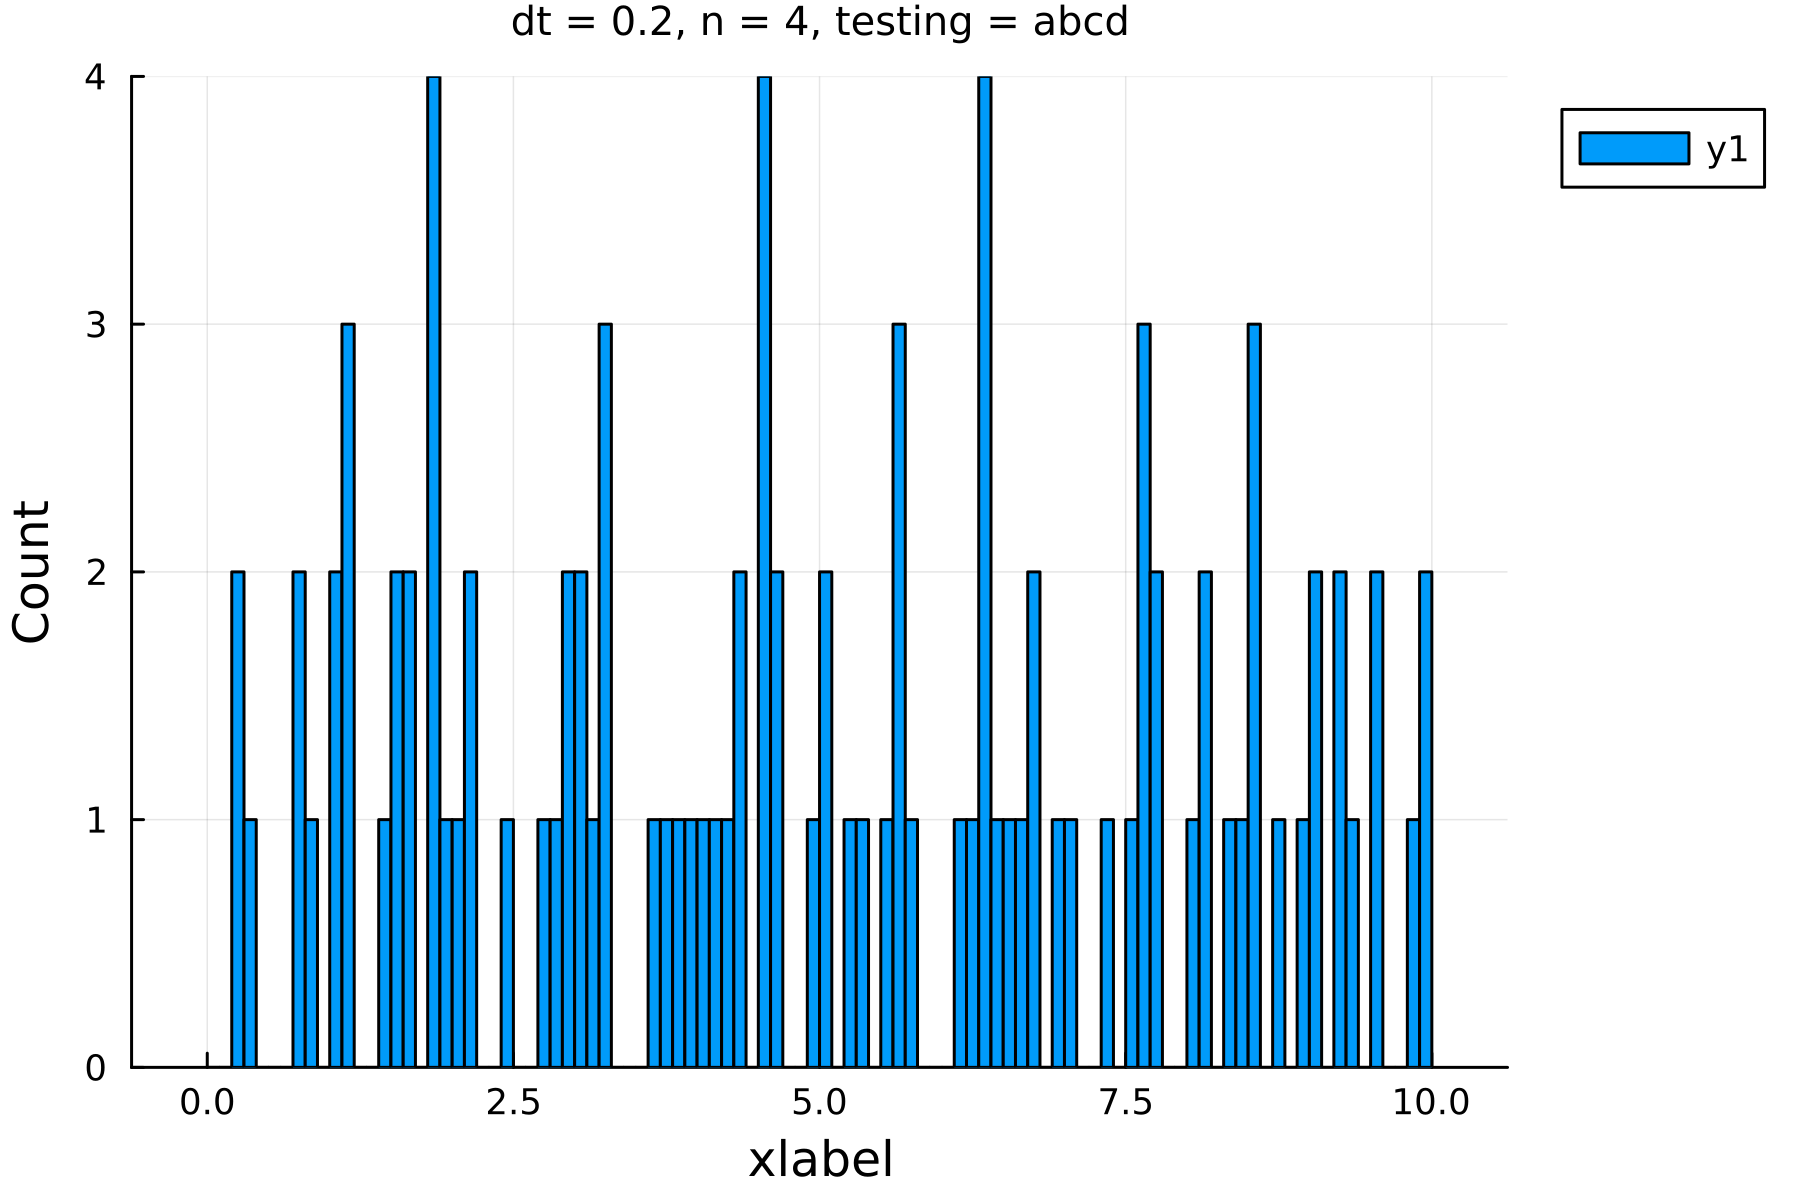 dt = 0.2, n = 4, testing = abcd
4
3
2
1
0
Count
0.0 2.5 5.0 7.5 10.0
xlabel
y1